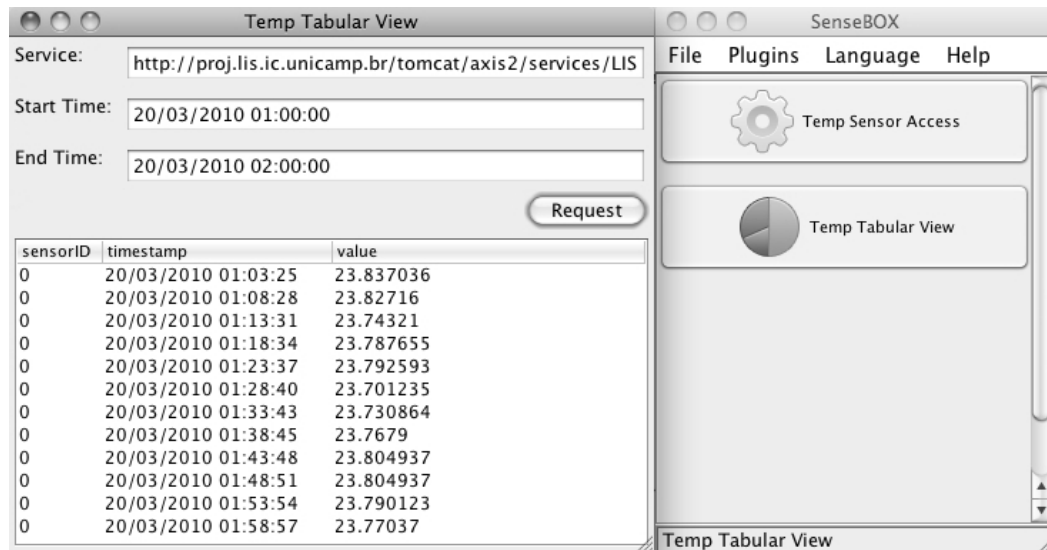 Temp Tabular View
Service: http://proj.lis.ic.unicamp.br/tomcat/axis2/services/LIS
Start Time: 20/03/2010 01:00:00
End Time: 20/03/2010 02:00:00
Request
sensorID timestamp value
0 20/03/2010 01:03:25 23.837036
0 20/03/2010 01:08:28 23.82716
0 20/03/2010 01:13:31 23.74321
0 20/03/2010 01:18:34 23.787655
0 20/03/2010 01:23:37 23.792593
0 20/03/2010 01:28:40 23.701235
0 20/03/2010 01:33:43 23.730864
0 20/03/2010 01:38:45 23.7679
0 20/03/2010 01:43:48 23.804937
0 20/03/2010 01:48:51 23.804937
0 20/03/2010 01:53:54 23.790123
0 20/03/2010 01:58:57 23.77037
SenseBOX
File Plugins Language Help
Temp Sensor Access
Temp Tabular View
Temp Tabular View